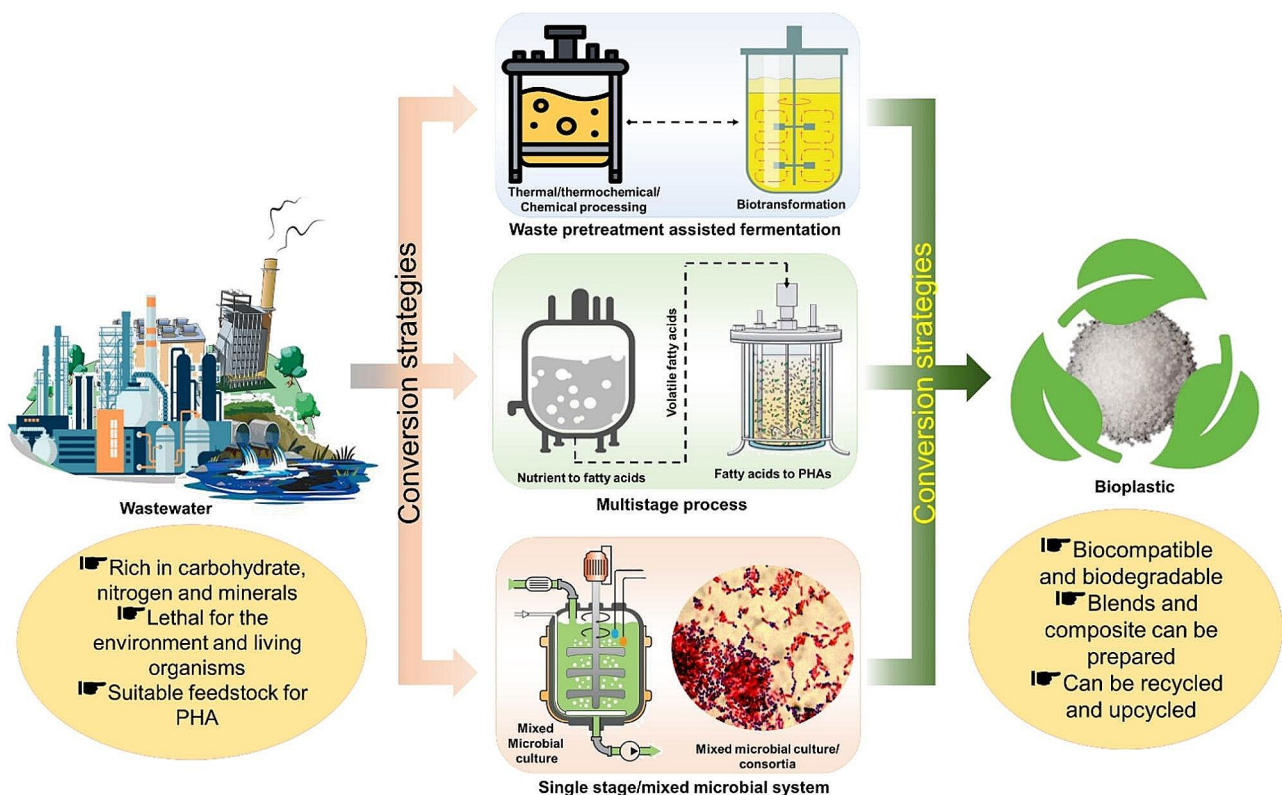 Wastewater
☛Rich in carbohydrate,
nitrogen and minerals
☛Lethal for the
environment and living
organisms
☛Suitable feedstock for
PHA
Conversion strategies
Thermal/thermochemical/
Chemical processing
Biotransformation
Waste pretreatment assisted fermentation
Nutrient to fatty acids
Volatile fatty acids
Fatty acids to PHAs
Multistage process
Mixed
Microbial
culture
Mixed microbial culture/
consortia
Single stage/mixed microbial system
Conversion strategies
Bioplastic
☛Biocompatible
and biodegradable
☛Blends and
composite can be
prepared
☛Can be recycled
and upcycled